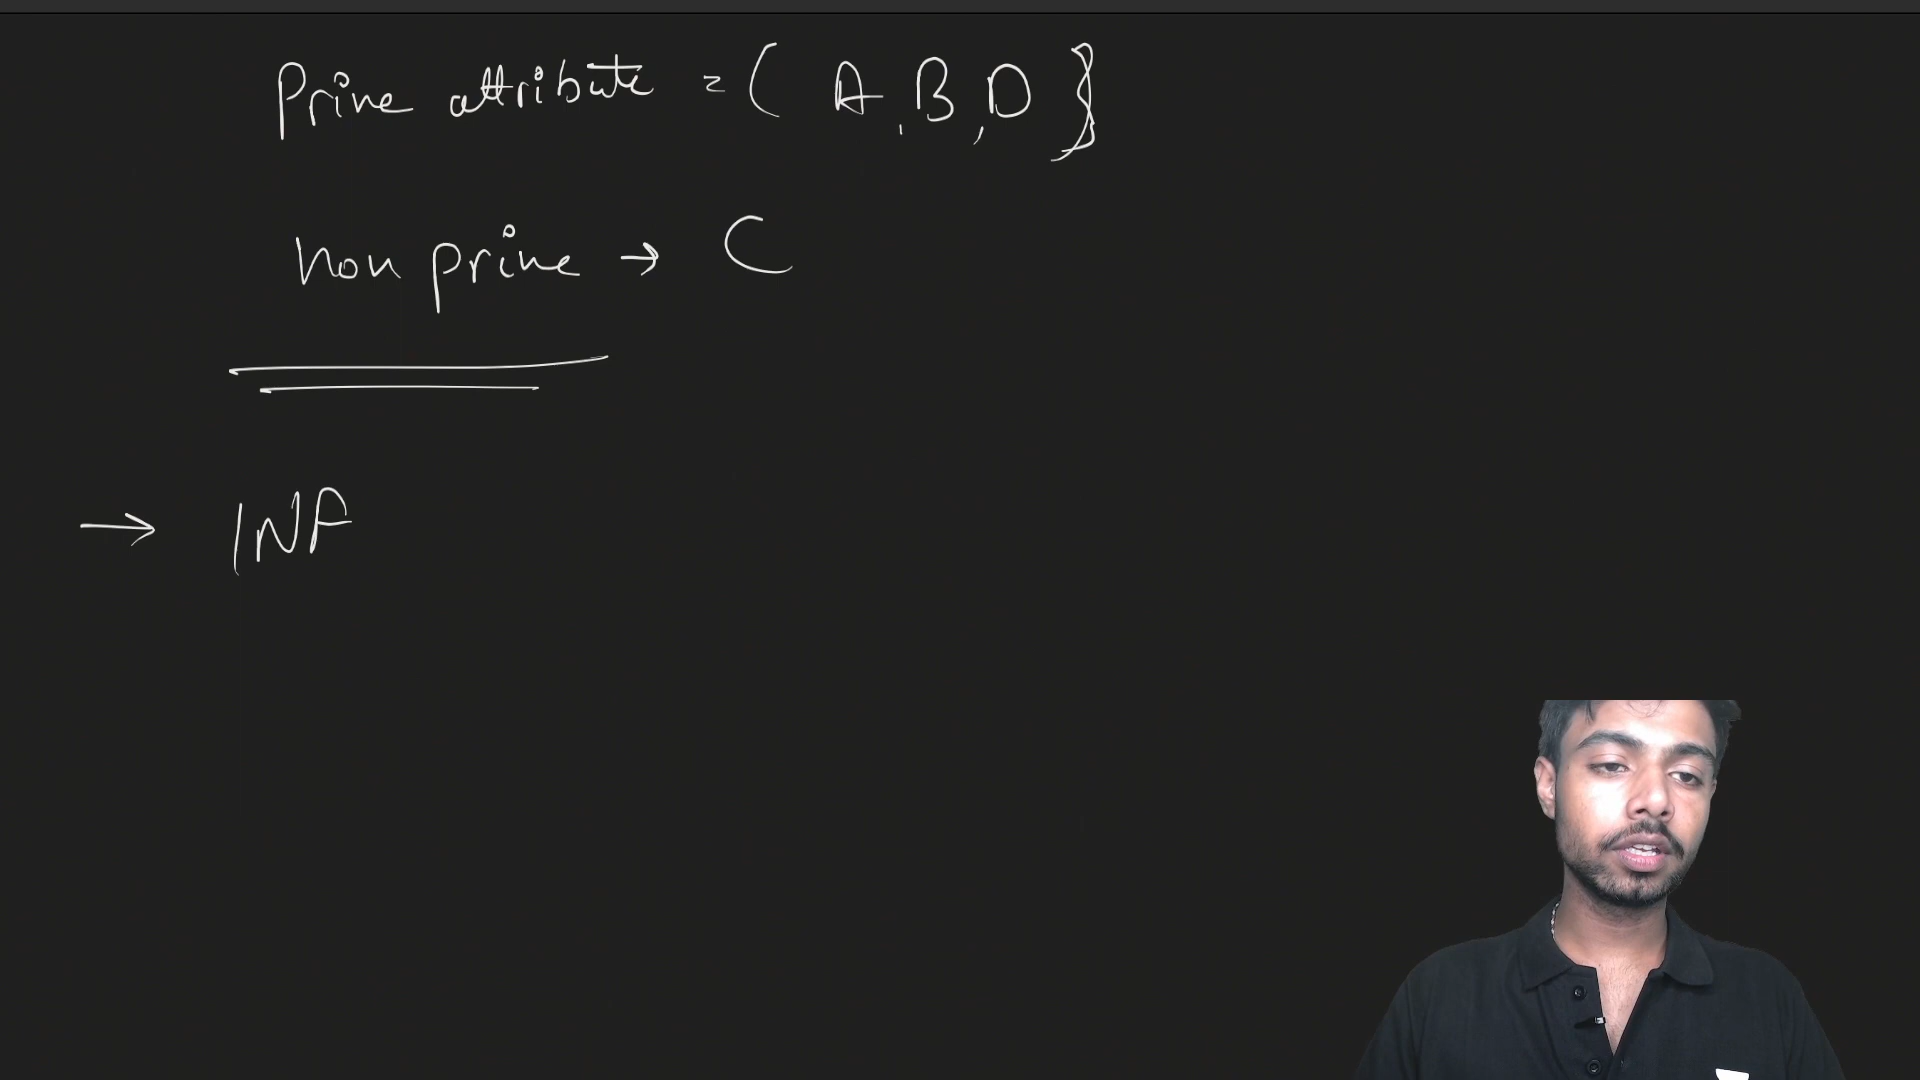 Prime attribute = ( A, B, D }
non prime → C
→ 1NF